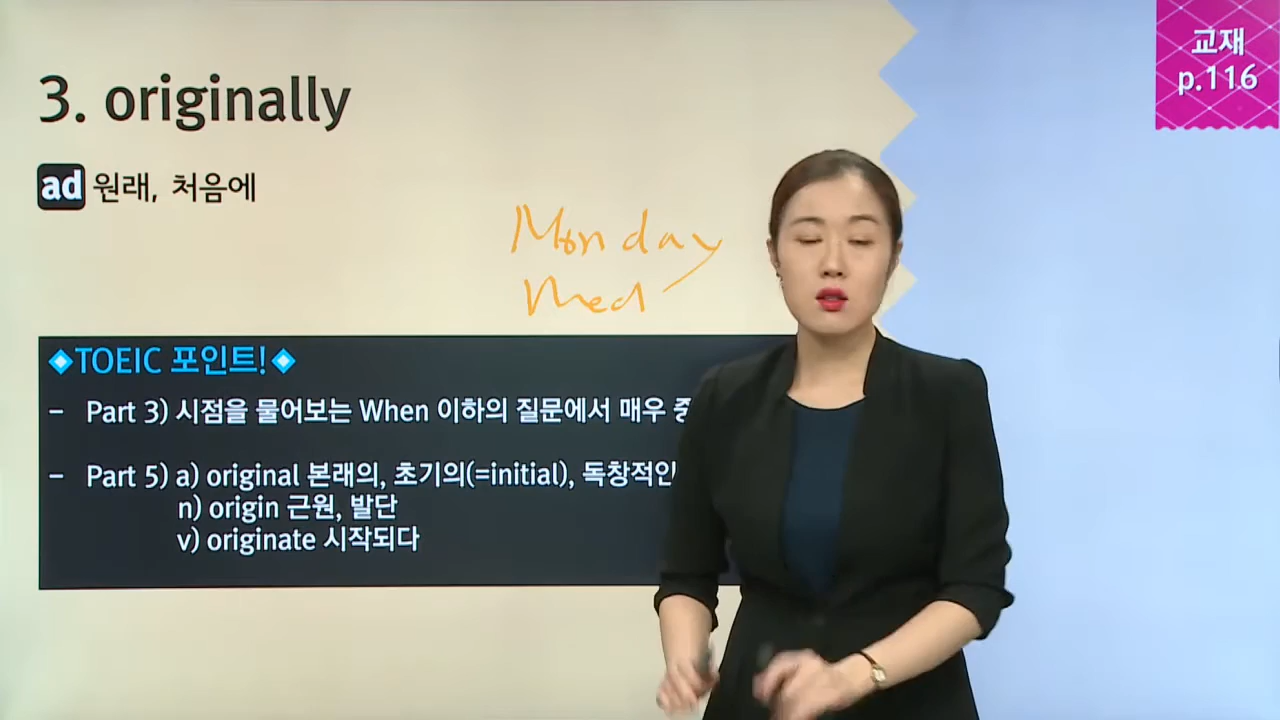 교재
p.116
3. originally
ad 원래, 처음에
Monday
Wed
◆TOEIC 포인트!◆
– Part 3) 시점을 물어보는 When 이하의 질문에서 매우
– Part 5) a) original 본래의, 초기의(=initial), 독창적인
n) origin 근원, 발단
v) originate 시작되다